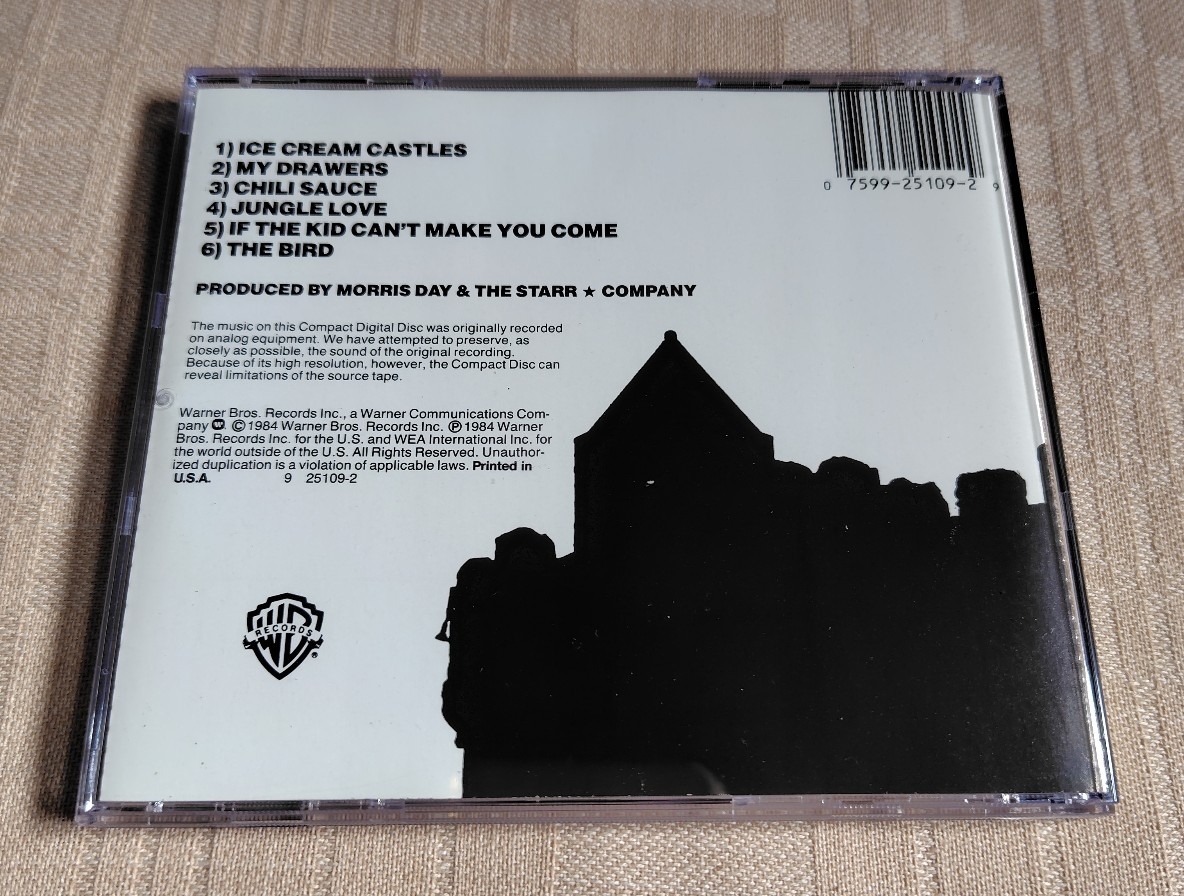 1) ICE CREAM CASTLES
2) MY DRAWERS
3) CHILI SAUCE
4) JUNGLE LOVE
5) IF THE KID CAN'T MAKE YOU COME
6) THE BIRD
0 7599-25109-2 9
PRODUCED BY MORRIS DAY & THE STARR ★ COMPANY
The music on this Compact Digital Disc was originally recorded
on analog equipment. We have attempted to preserve, as
closely as possible, the sound of the original recording.
Because of its high resolution, however, the Compact Disc can
reveal limitations of the source tape.
Warner Bros. Records Inc., a Warner Communications Com-
pany W. ©1984 Warner Bros. Records Inc. ℗1984 Warner
Bros. Records Inc. for the U.S. and WEA International Inc. for
the world outside of the U.S. All Rights Reserved. Unauthor-
ized duplication is a violation of applicable laws. Printed in
U.S.A. 9 25109-2
WB
RECORDS
®